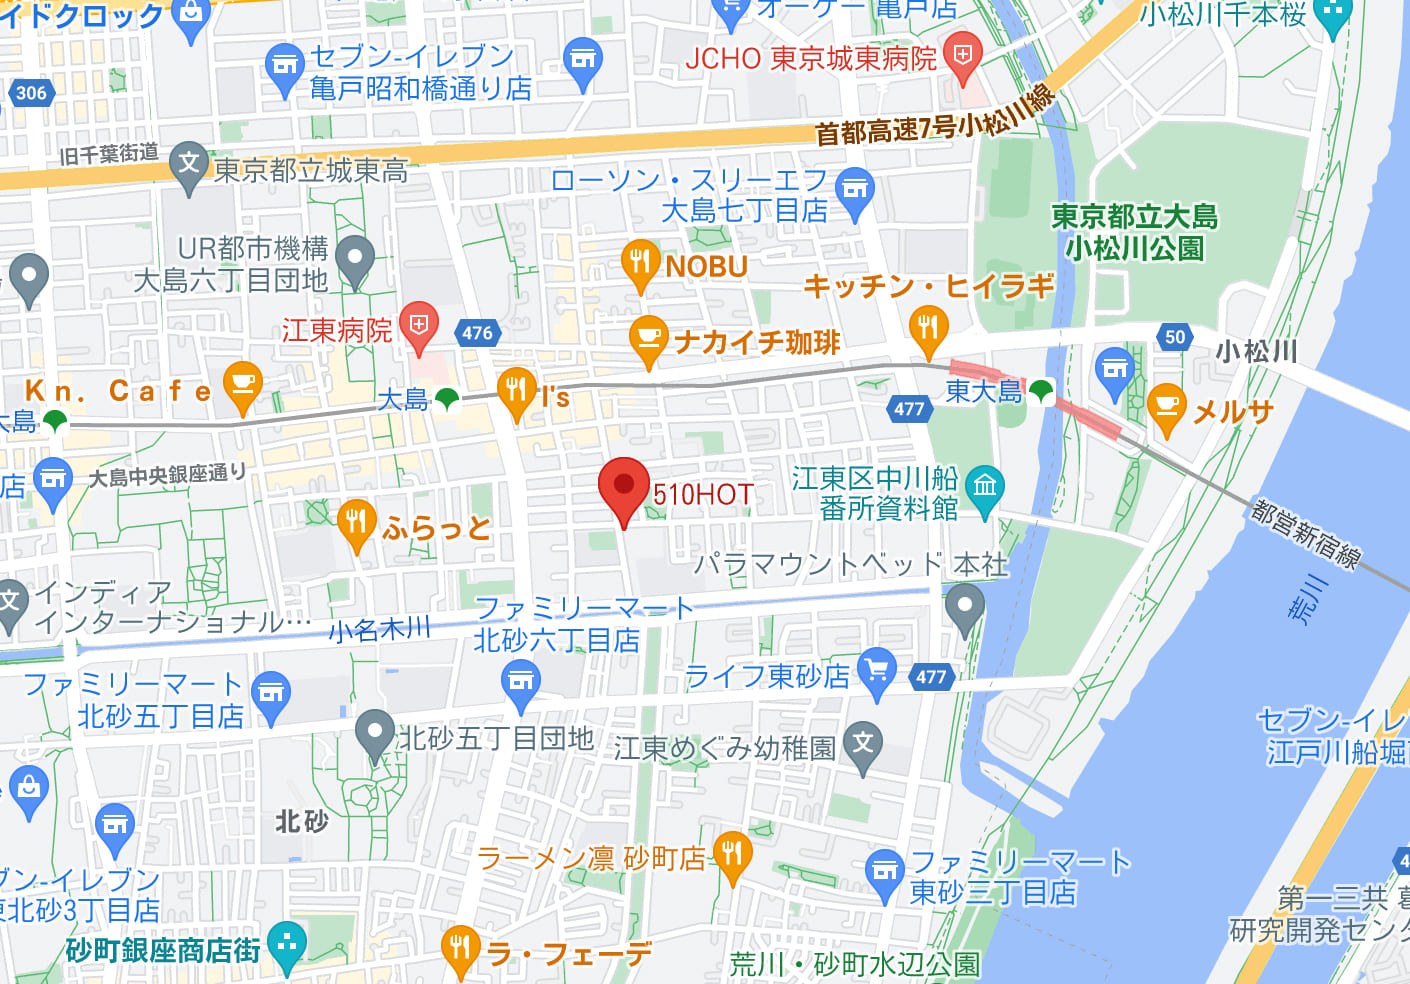 イドクロック
オーケー 亀戸店
小松川千本桜
セブン-イレブン
亀戸昭和橋通り店
JCHO 東京城東病院
306
首都高速7号小松川線
旧千葉街道
東京都立城東高
ローソン・スリーエフ
大島七丁目店
東京都立大島
小松川公園
UR都市機構
大島六丁目団地
NOBU
キッチン・ヒイラギ
江東病院
476
ナカイチ珈琲
50
小松川
Kn. Cafe
大島
I's
東大島
477
メルサ
大島
大島中央銀座通り
店
510HOT
江東区中川船
番所資料館
ふらっと
都営新宿線
パラマウントベッド 本社
荒川
インディア
インターナショナル…
小名木川
ファミリーマート
北砂六丁目店
ライフ東砂店
477
ファミリーマート
北砂五丁目店
北砂五丁目団地
江東めぐみ幼稚園
セブン-イレ
江戸川船堀
北砂
ラーメン凛 砂町店
ファミリーマート
東砂三丁目店
ブン-イレブン
東北砂3丁目店
第一三共 葛
研究開発センタ
砂町銀座商店街
ラ・フェーデ
荒川・砂町水辺公園